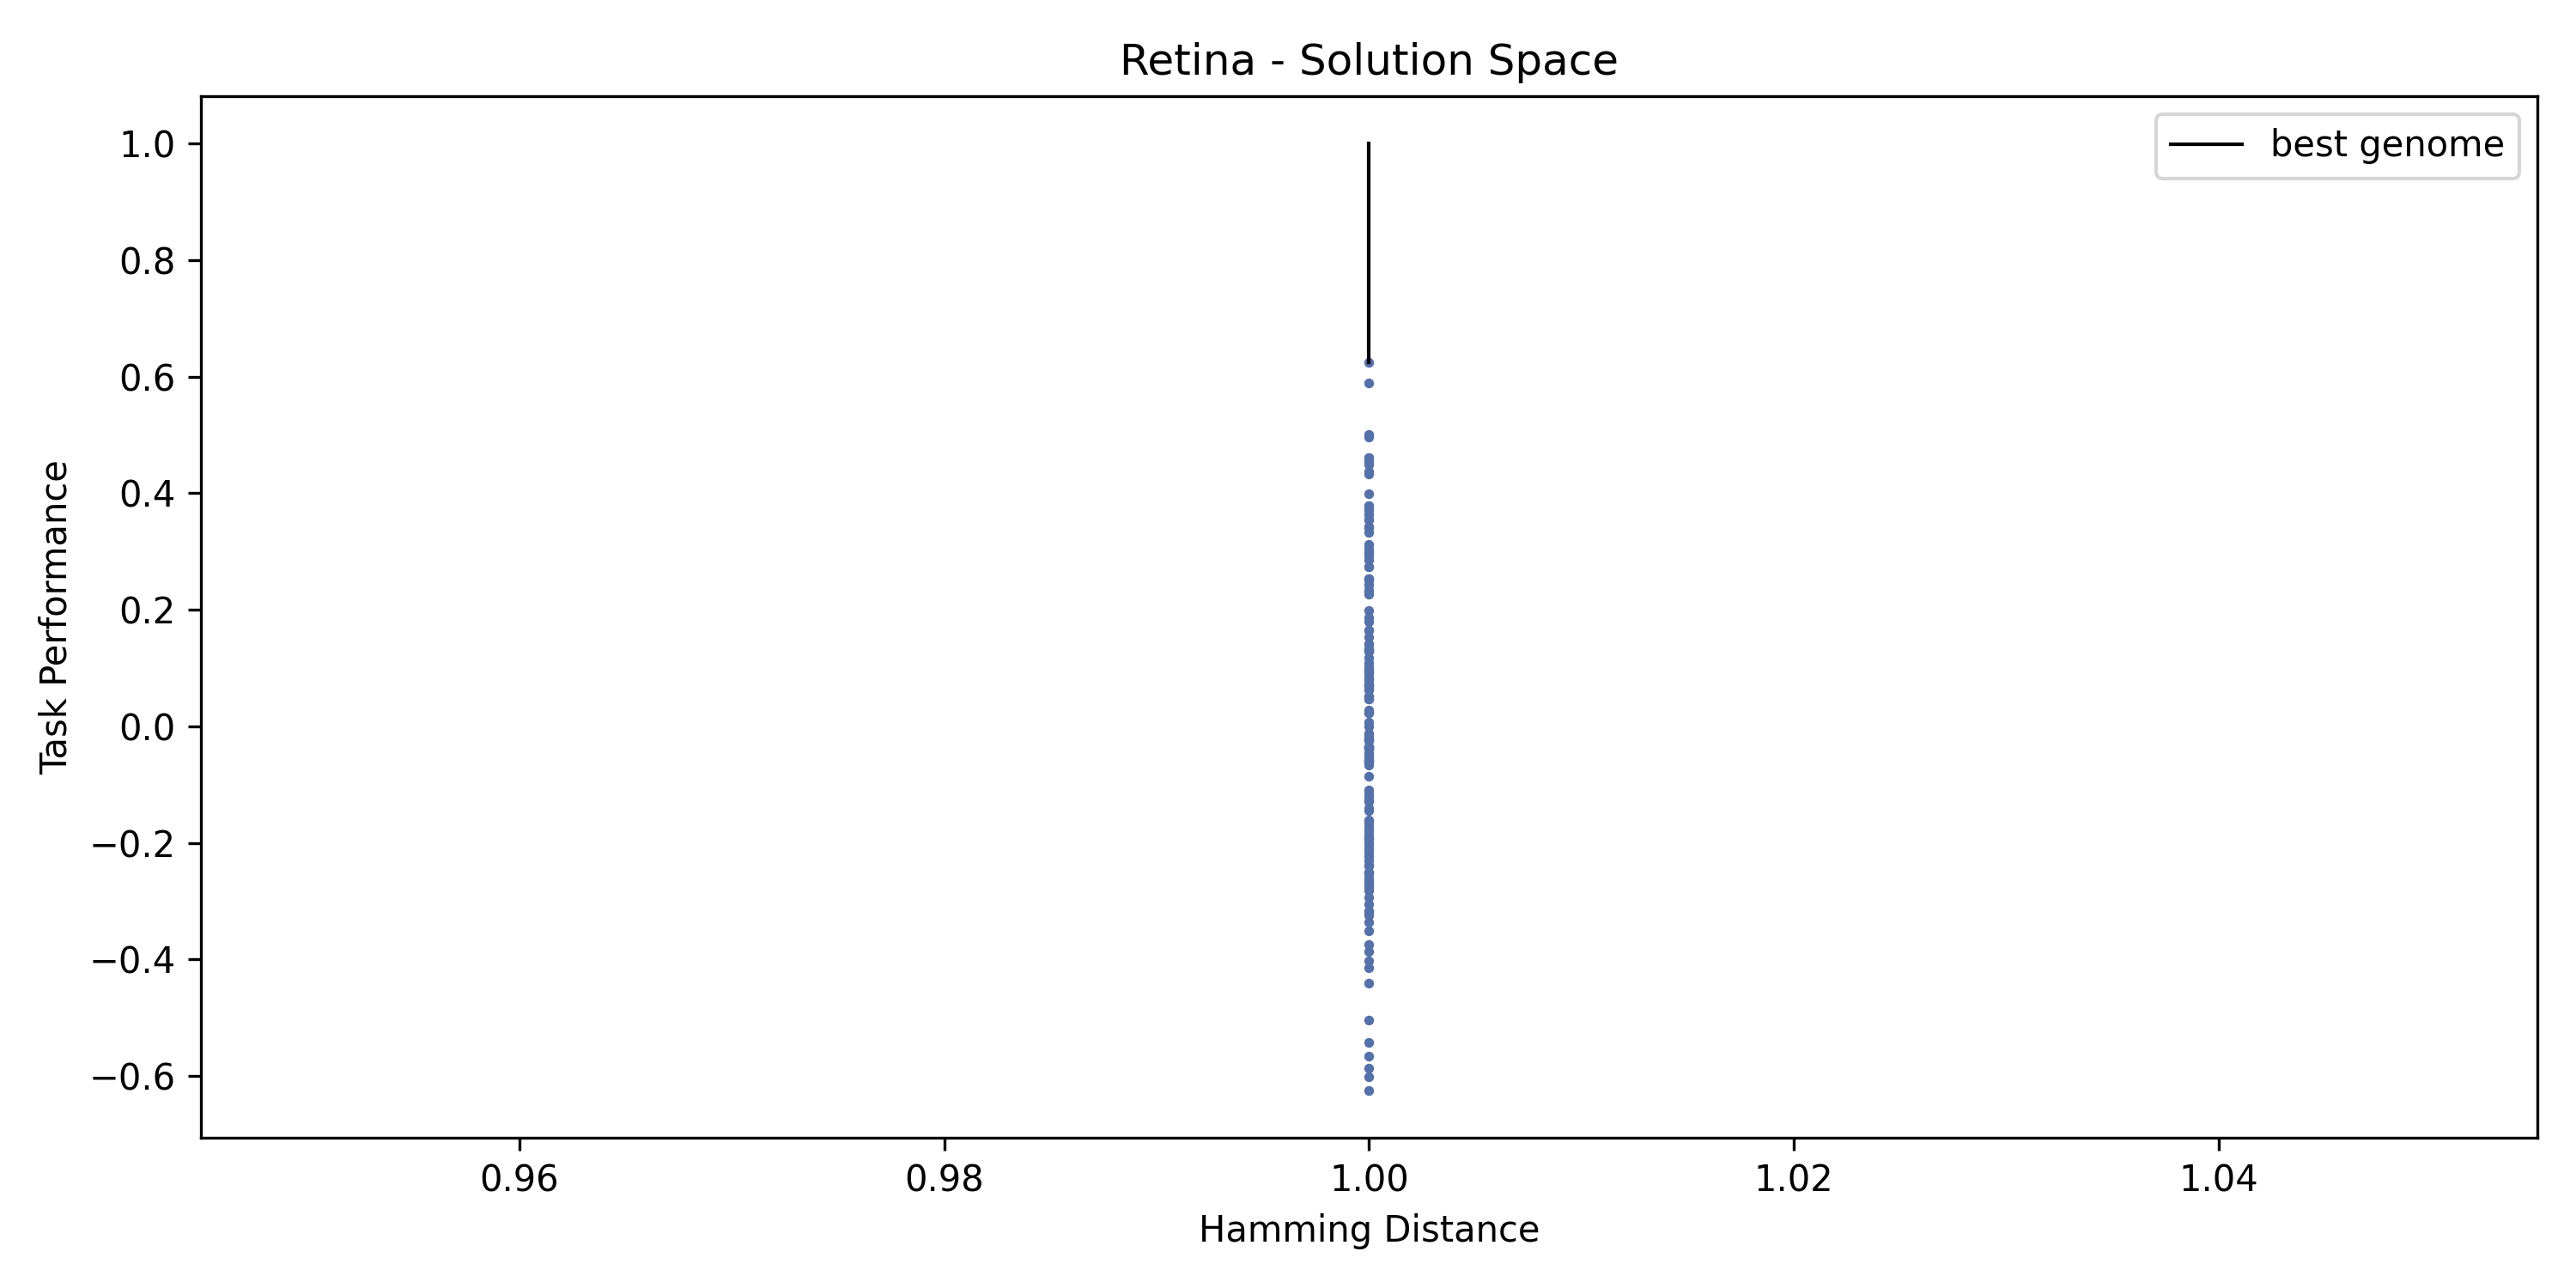 Retina - Solution Space
best genome
1.0
0.8
0.6
0.4
0.2
0.0
−0.2
−0.4
−0.6
Task Performance
0.96 0.98 1.00 1.02 1.04
Hamming Distance